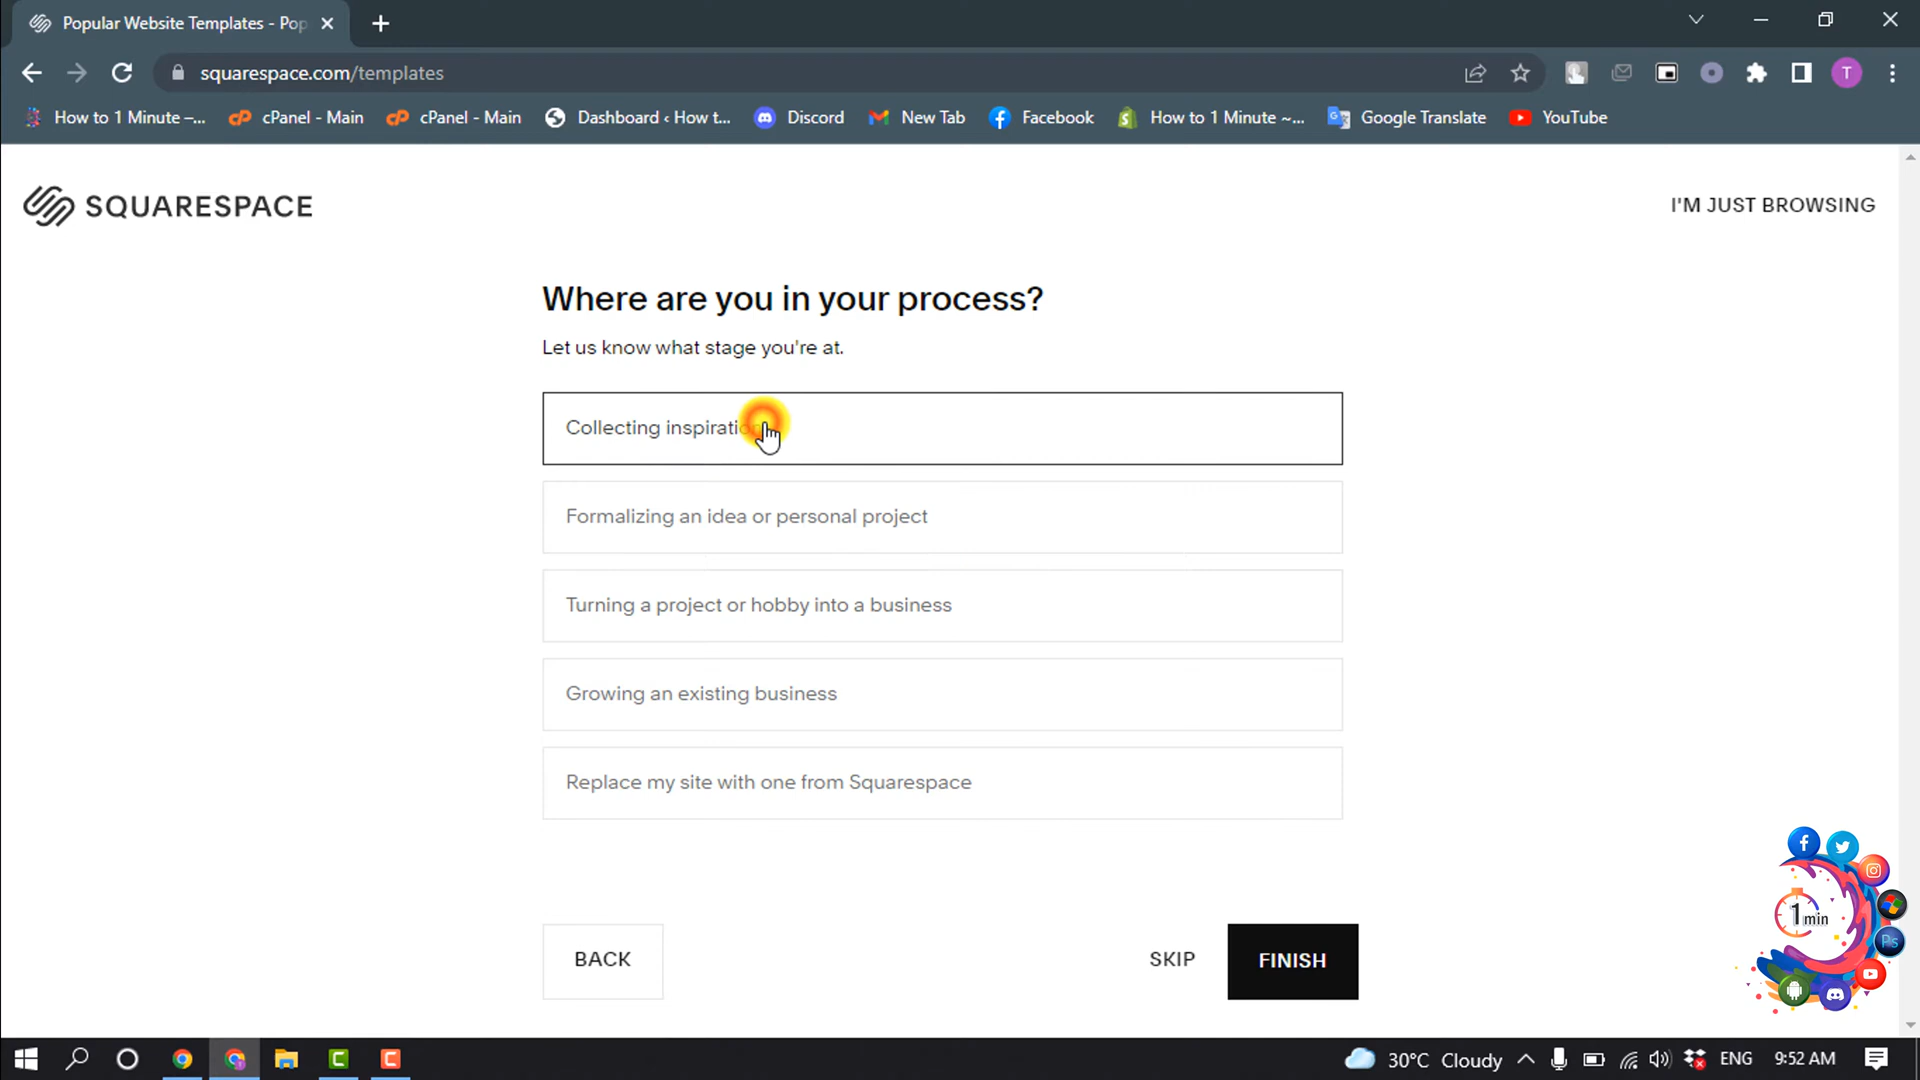 Popular Website Templates - Pop
squarespace.com/templates
T
How to 1 Minute –...
cPanel - Main
cPanel - Main
Dashboard ‹ How t...
Discord
New Tab
Facebook
How to 1 Minute ~...
Google Translate
YouTube
SQUARESPACE
I'M JUST BROWSING
Where are you in your process?
Let us know what stage you're at.
Collecting inspiration
Formalizing an idea or personal project
Turning a project or hobby into a business
Growing an existing business
Replace my site with one from Squarespace
BACK
SKIP
FINISH
1 min
Ps
30°C Cloudy
ENG
9:52 AM